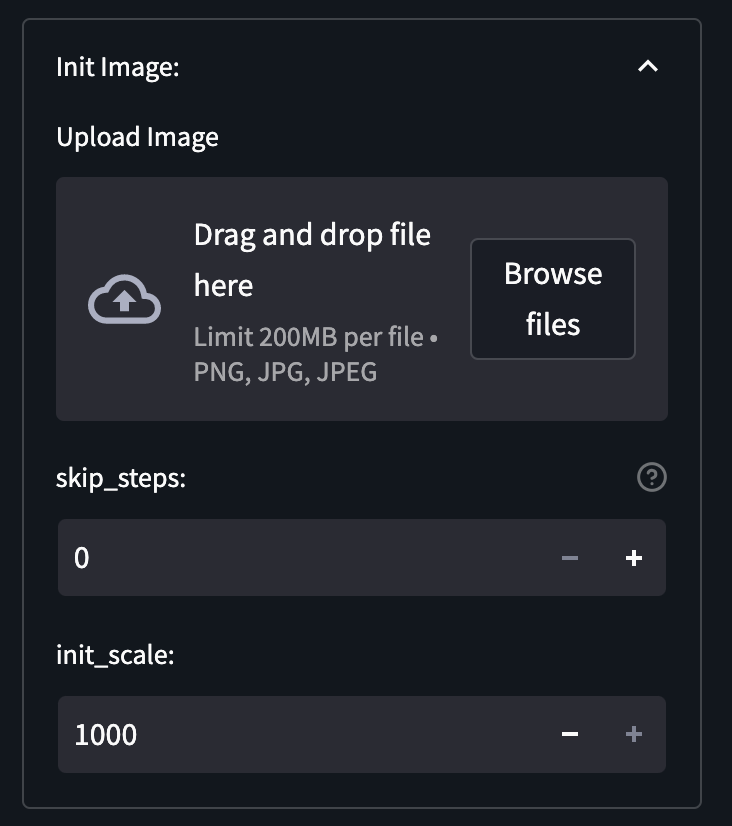 Init Image:
Upload Image
Drag and drop file
here
Limit 200MB per file •
PNG, JPG, JPEG
Browse
files
skip_steps:
0
init_scale:
1000